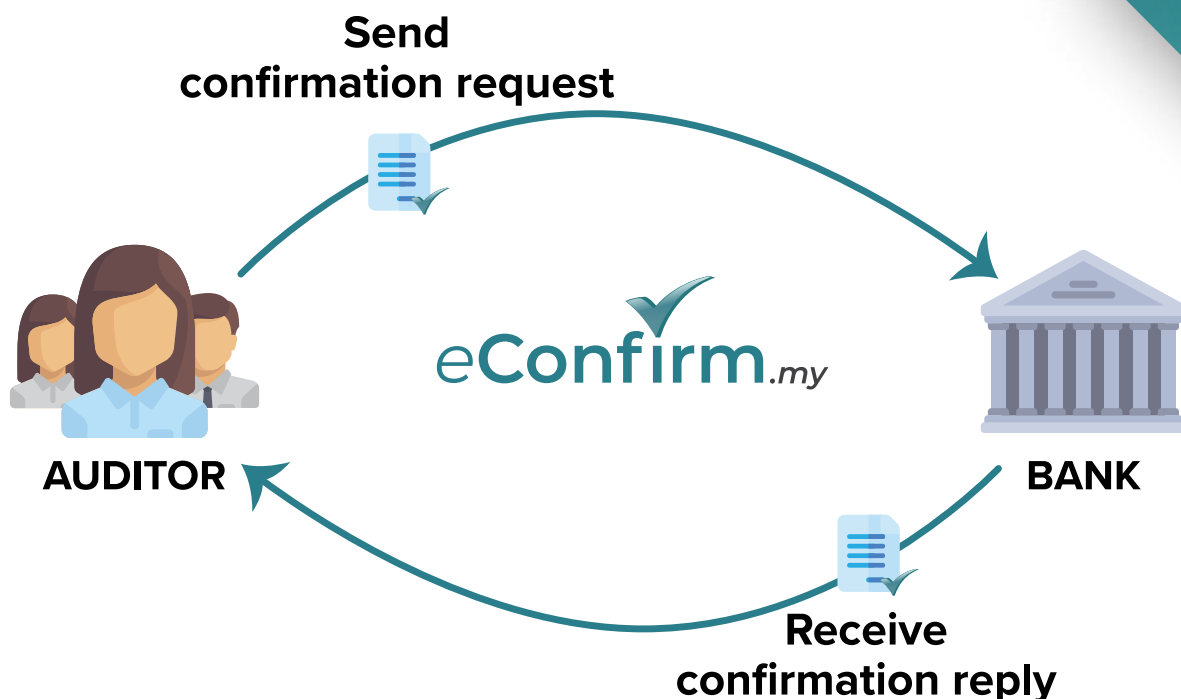 Send
confirmation request
eConfirm.my
AUDITOR
BANK
Receive
confirmation reply